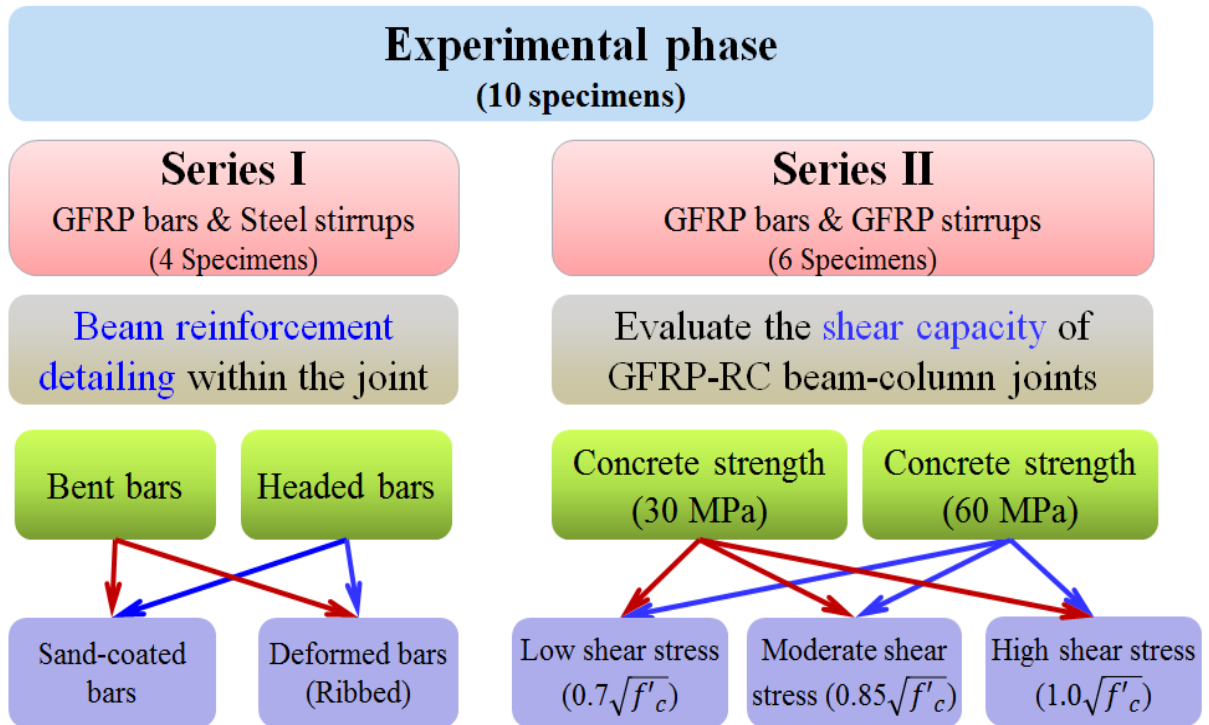 Experimental phase
(10 specimens)
Series I
GFRP bars & Steel stirrups
(4 Specimens)
Series II
GFRP bars & GFRP stirrups
(6 Specimens)
Beam reinforcement
detailing within the joint
Evaluate the shear capacity of
GFRP-RC beam-column joints
Bent bars
Headed bars
Concrete strength
(30 MPa)
Concrete strength
(60 MPa)
Sand-coated
bars
Deformed bars
(Ribbed)
Low shear stress
(0.7√f'c)
Moderate shear
stress (0.85√f'c)
High shear stress
(1.0√f'c)